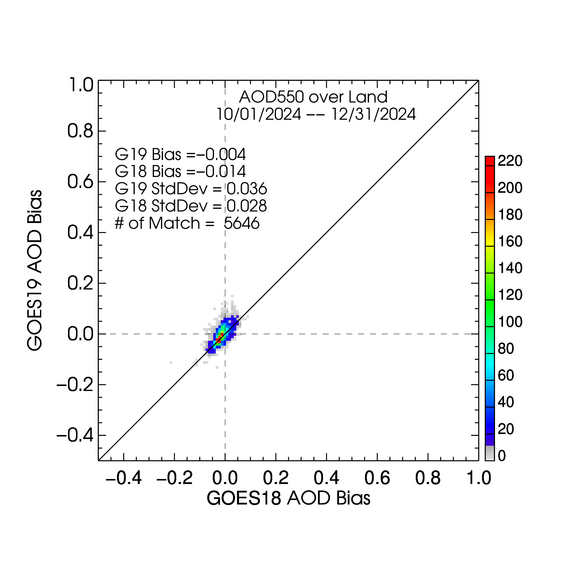 AOD550 over Land
10/01/2024 -- 12/31/2024
G19 Bias =-0.004
G18 Bias =-0.014
G19 StdDev = 0.036
G18 StdDev = 0.028
# of Match = 5646
1.0
0.8
0.6
0.4
0.2
0.0
-0.2
-0.4
GOES19 AOD Bias
-0.4 -0.2 0.0 0.2 0.4 0.6 0.8 1.0
GOES18 AOD Bias
220
200
180
160
140
120
100
80
60
40
20
0